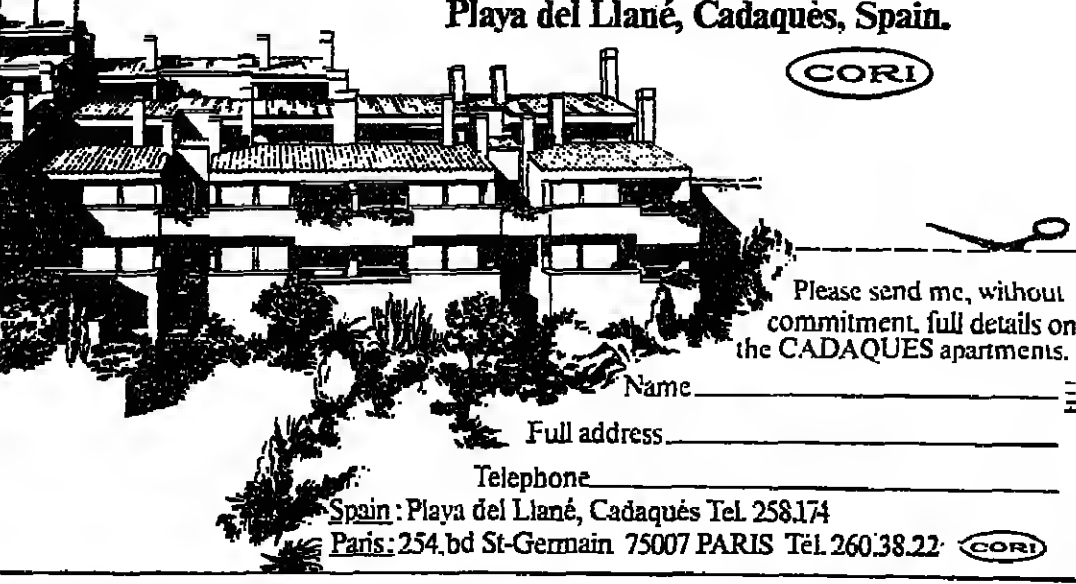 Playa del Llané, Cadaqués, Spain.
CORI
Please send me, without
commitment, full details on
the CADAQUES apartments.
Name
Full address
Telephone
Spain: Playa del Llané, Cadaqués Tel. 258.174
Paris: 254, bd St-Germain 75007 PARIS Tél. 260.38.22
CORI